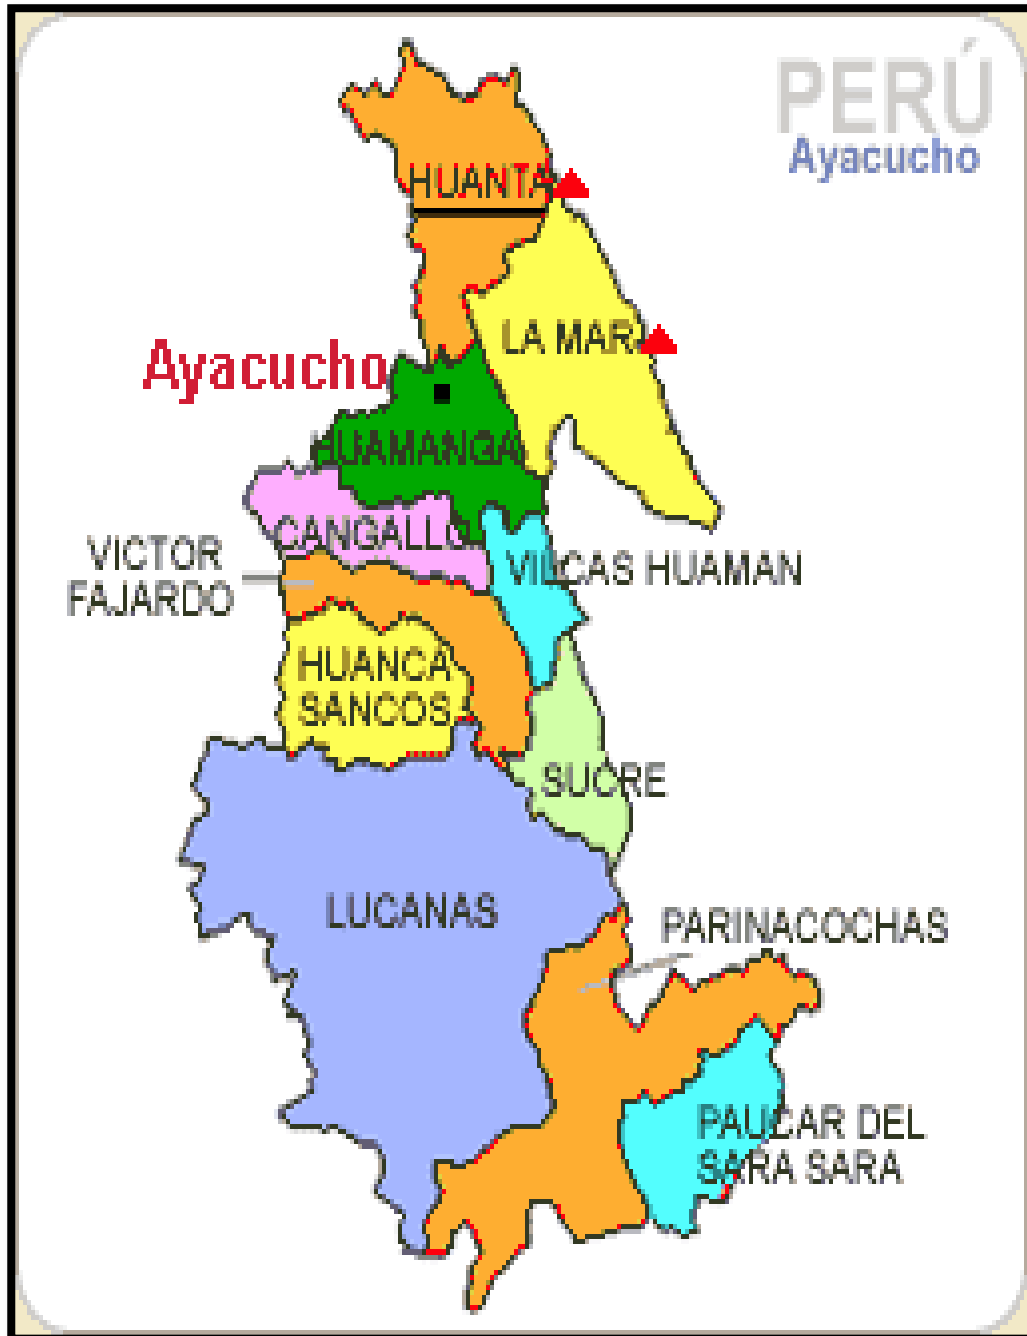 PERÚ
Ayacucho
HUANTA
LA MAR
Ayacucho
HUAMANGA
CANGALLO
VICTOR
FAJARDO
VILCAS HUAMAN
HUANCA
SANCOS
SUCRE
LUCANAS
PARINACOCHAS
PAUCAR DEL
SARA SARA